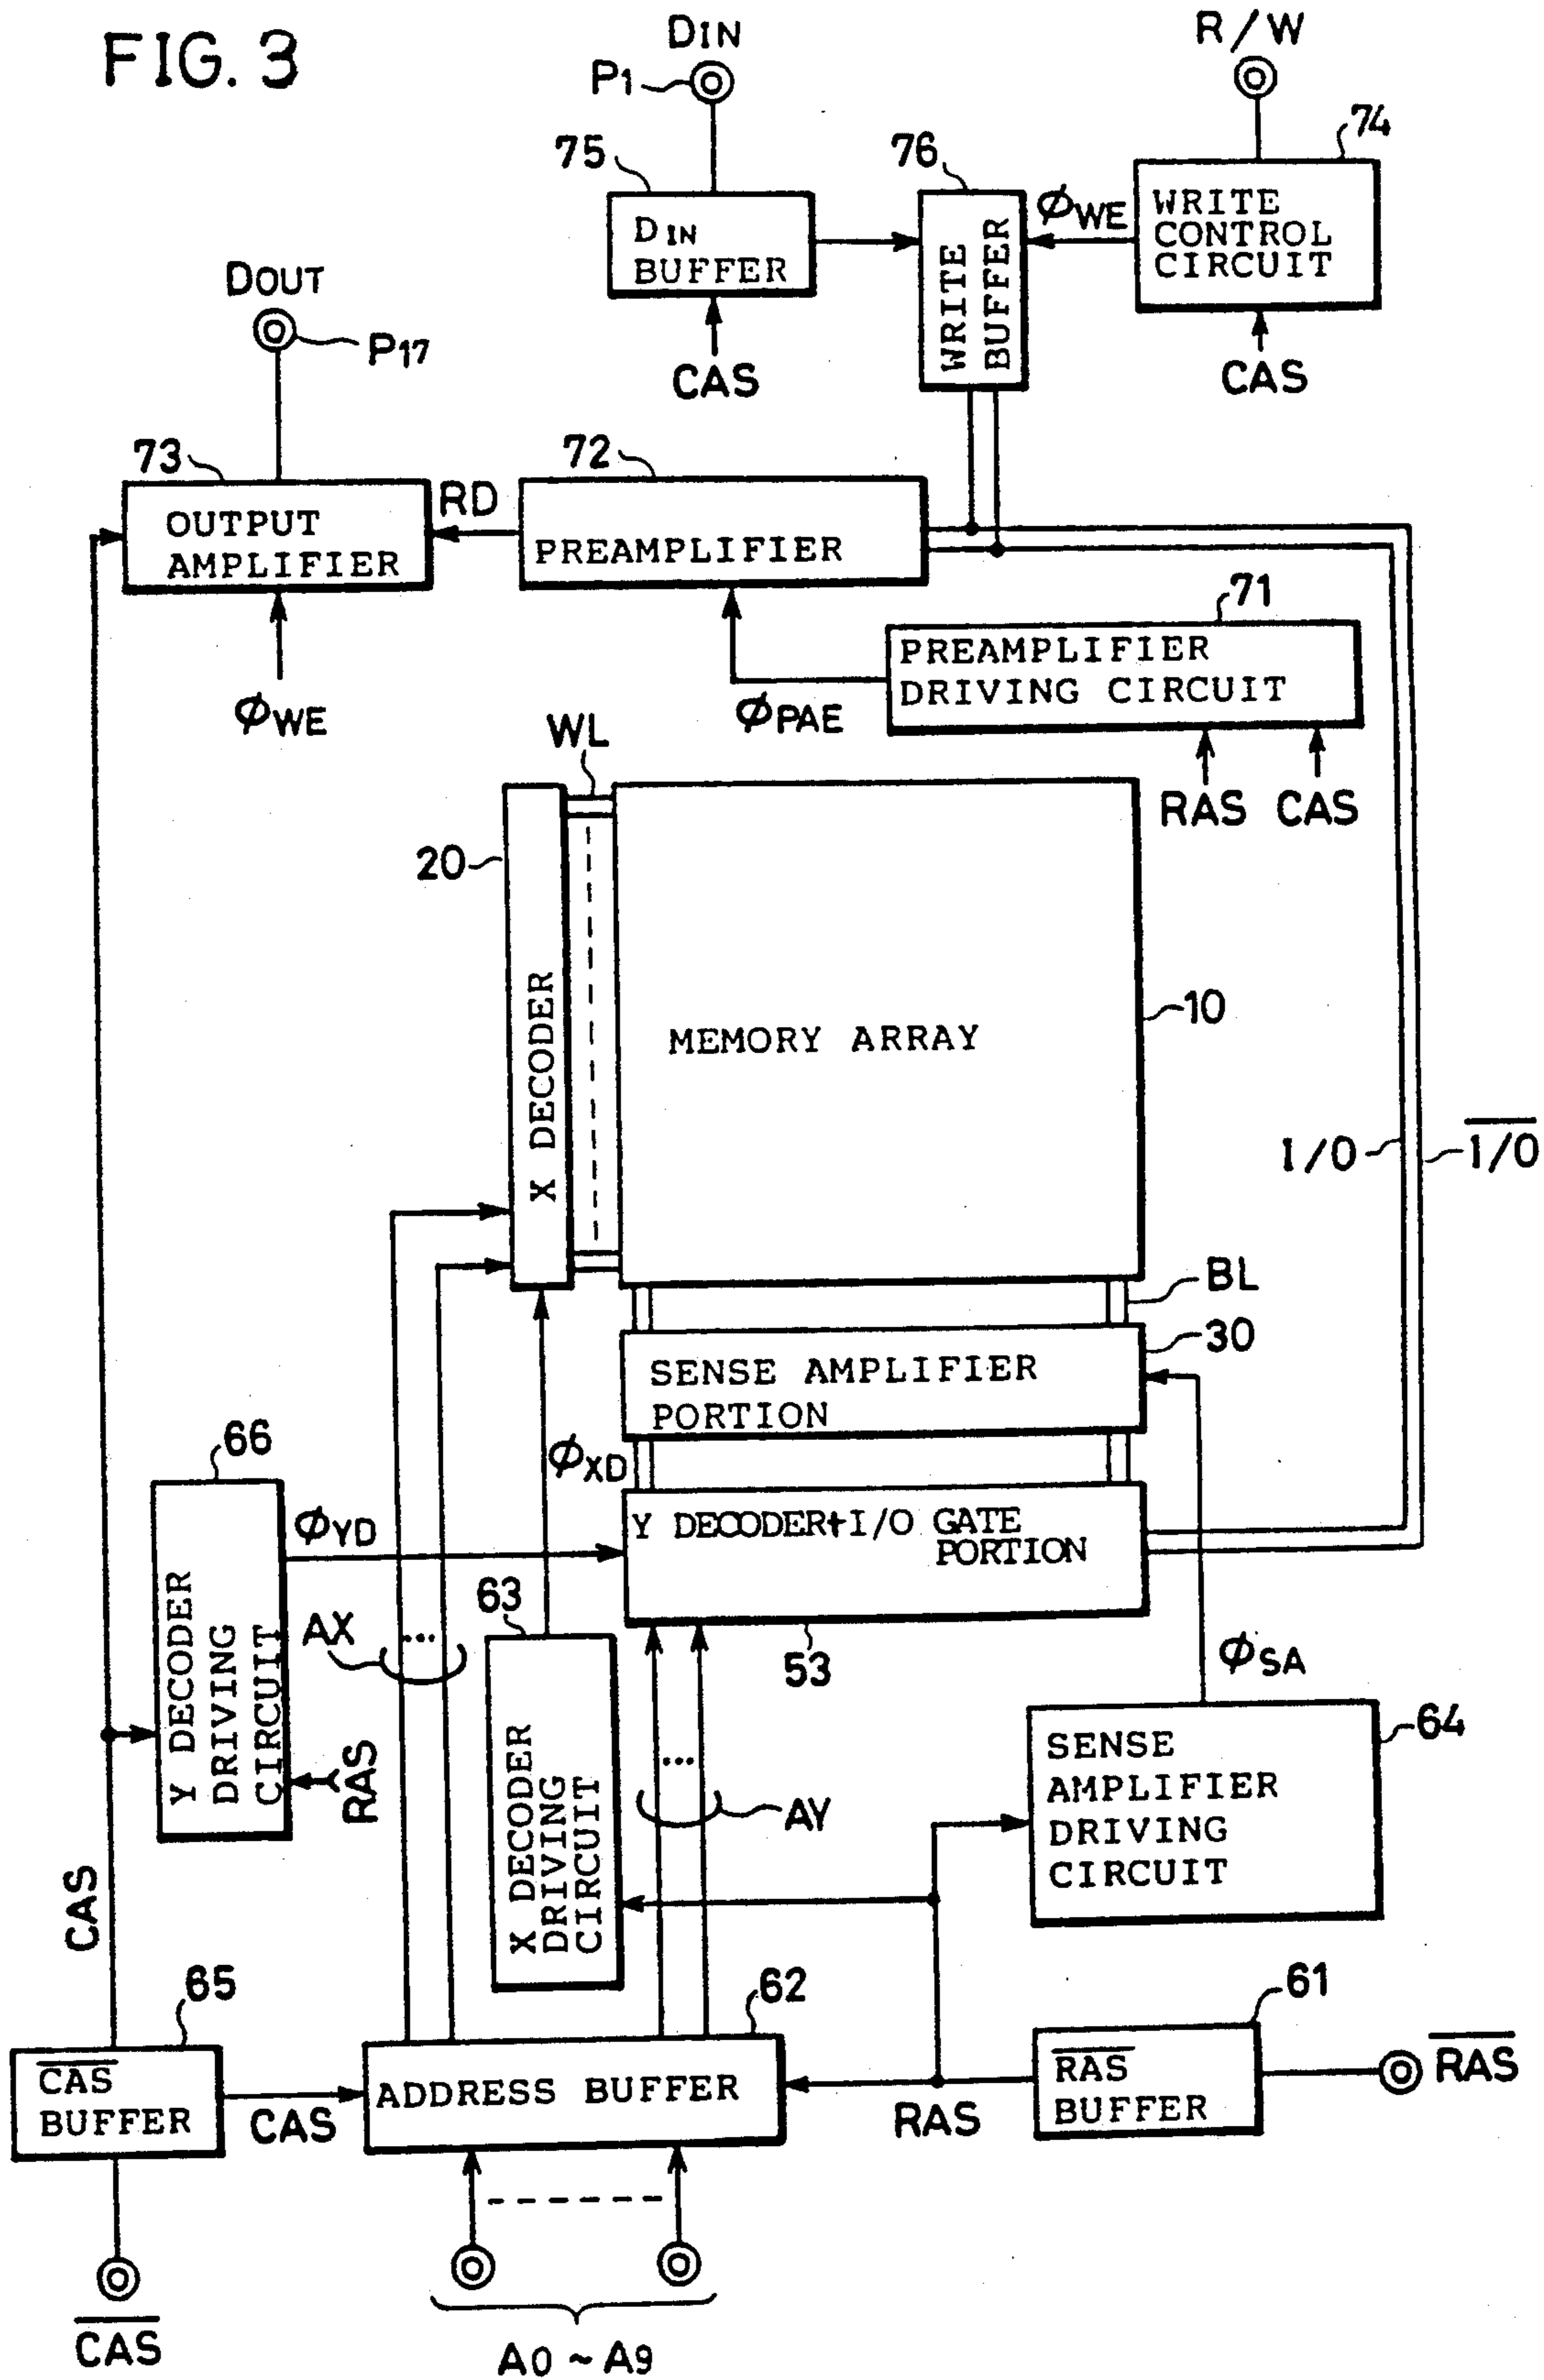 FIG. 3
DIN
P1
R/W
75
76
74
DIN
BUFFER
WRITE
BUFFER
ΦWE
WRITE
CONTROL
CIRCUIT
CAS
CAS
DOUT
P17
73
72
OUTPUT
AMPLIFIER
RD
PREAMPLIFIER
71
PREAMPLIFIER
DRIVING CIRCUIT
ΦWE
ΦPAE
RAS
CAS
WL
20
X DECODER
MEMORY ARRAY
10
I/O
I̅/̅O̅
BL
30
SENSE AMPLIFIER
PORTION
66
ΦXD
ΦYD
Y DECODER+I/O GATE
PORTION
53
63
AX
...
Y DECODER
DRIVING
CIRCUIT
RAS
ΦSA
64
SENSE
AMPLIFIER
DRIVING
CIRCUIT
X DECODER
DRIVING
CIRCUIT
...
AY
CAS
65
62
61
C̅A̅S̅
BUFFER
CAS
ADDRESS BUFFER
RAS
R̅A̅S̅
BUFFER
R̅A̅S̅
C̅A̅S̅
A0 ~ A9